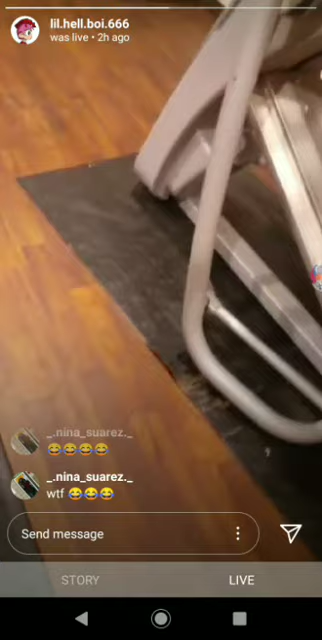 lil.hell.boi.666
was live • 2h ago
_.nina_suarez._
😂😂😂😂
_.nina_suarez._
wtf 😂😂😂
Send message
STORY LIVE